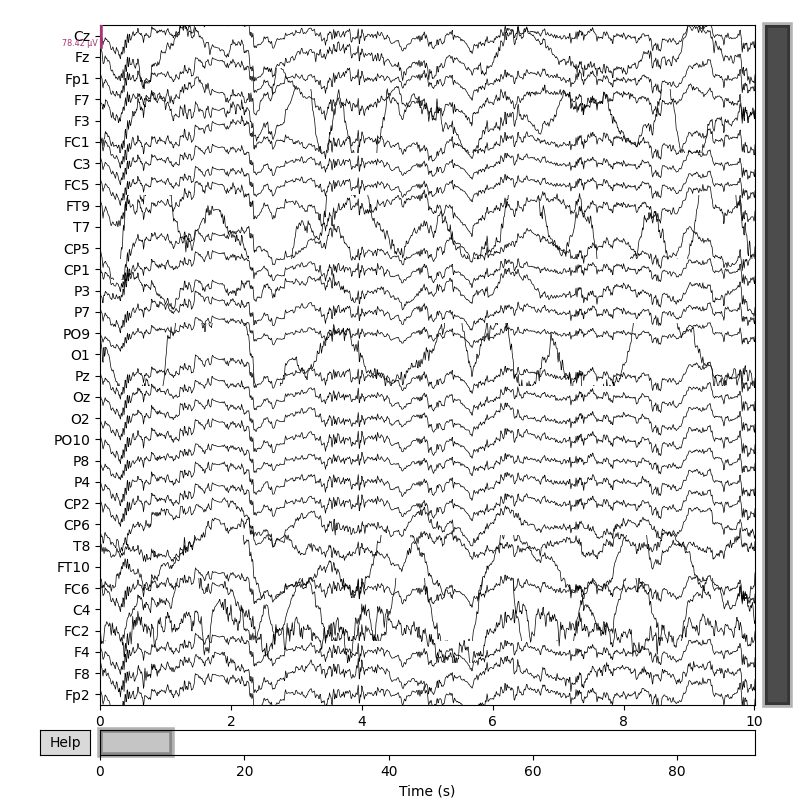 Cz
78.42 µV
Fz
Fp1
F7
F3
FC1
C3
FC5
FT9
T7
CP5
CP1
P3
P7
PO9
O1
Pz
Oz
O2
PO10
P8
P4
CP2
CP6
T8
FT10
FC6
C4
FC2
F4
F8
Fp2
0 2 4 6 8 10
Help
0 20 40 60 80
Time (s)